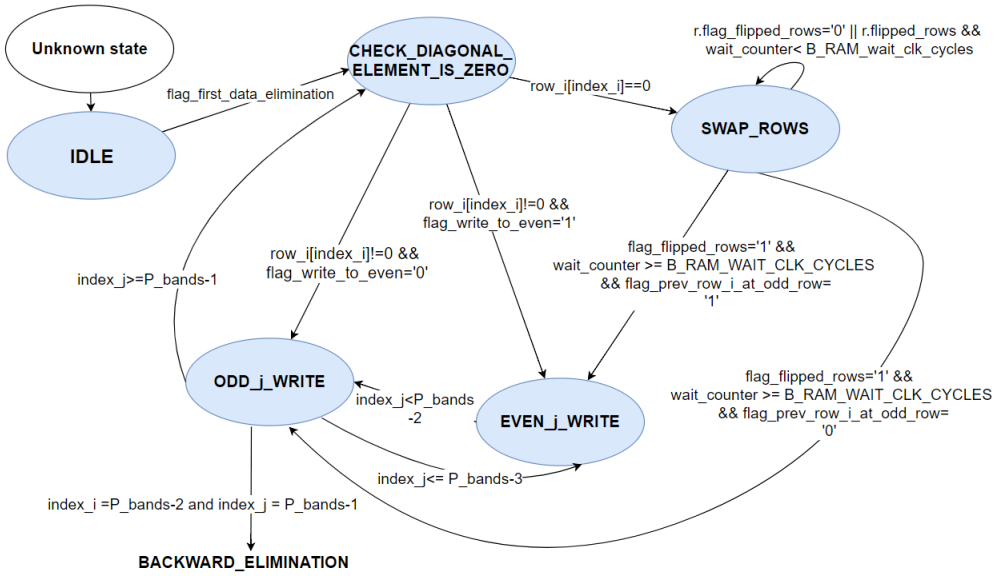 r.flag_flipped_rows='0' || r.flipped_rows &&
wait_counter< B_RAM_wait_clk_cycles
Unknown state
CHECK_DIAGONAL_
ELEMENT_IS_ZERO
flag_first_data_elimination
row_i[index_i]==0
SWAP_ROWS
IDLE
row_i[index_i]!=0 &&
flag_write_to_even='1'
row_i[index_i]!=0 &&
flag_write_to_even='0'
flag_flipped_rows='1' &&
wait_counter >= B_RAM_WAIT_CLK_CYCLES
&& flag_prev_row_i_at_odd_row=
'1'
index_j>=P_bands-1
ODD_j_WRITE
index_j<P_bands
-2
EVEN_j_WRITE
flag_flipped_rows='1' &&
wait_counter >= B_RAM_WAIT_CLK_CYCLES
&& flag_prev_row_i_at_odd_row=
'0'
index_j<= P_bands-3
index_i =P_bands-2 and index_j = P_bands-1
BACKWARD_ELIMINATION